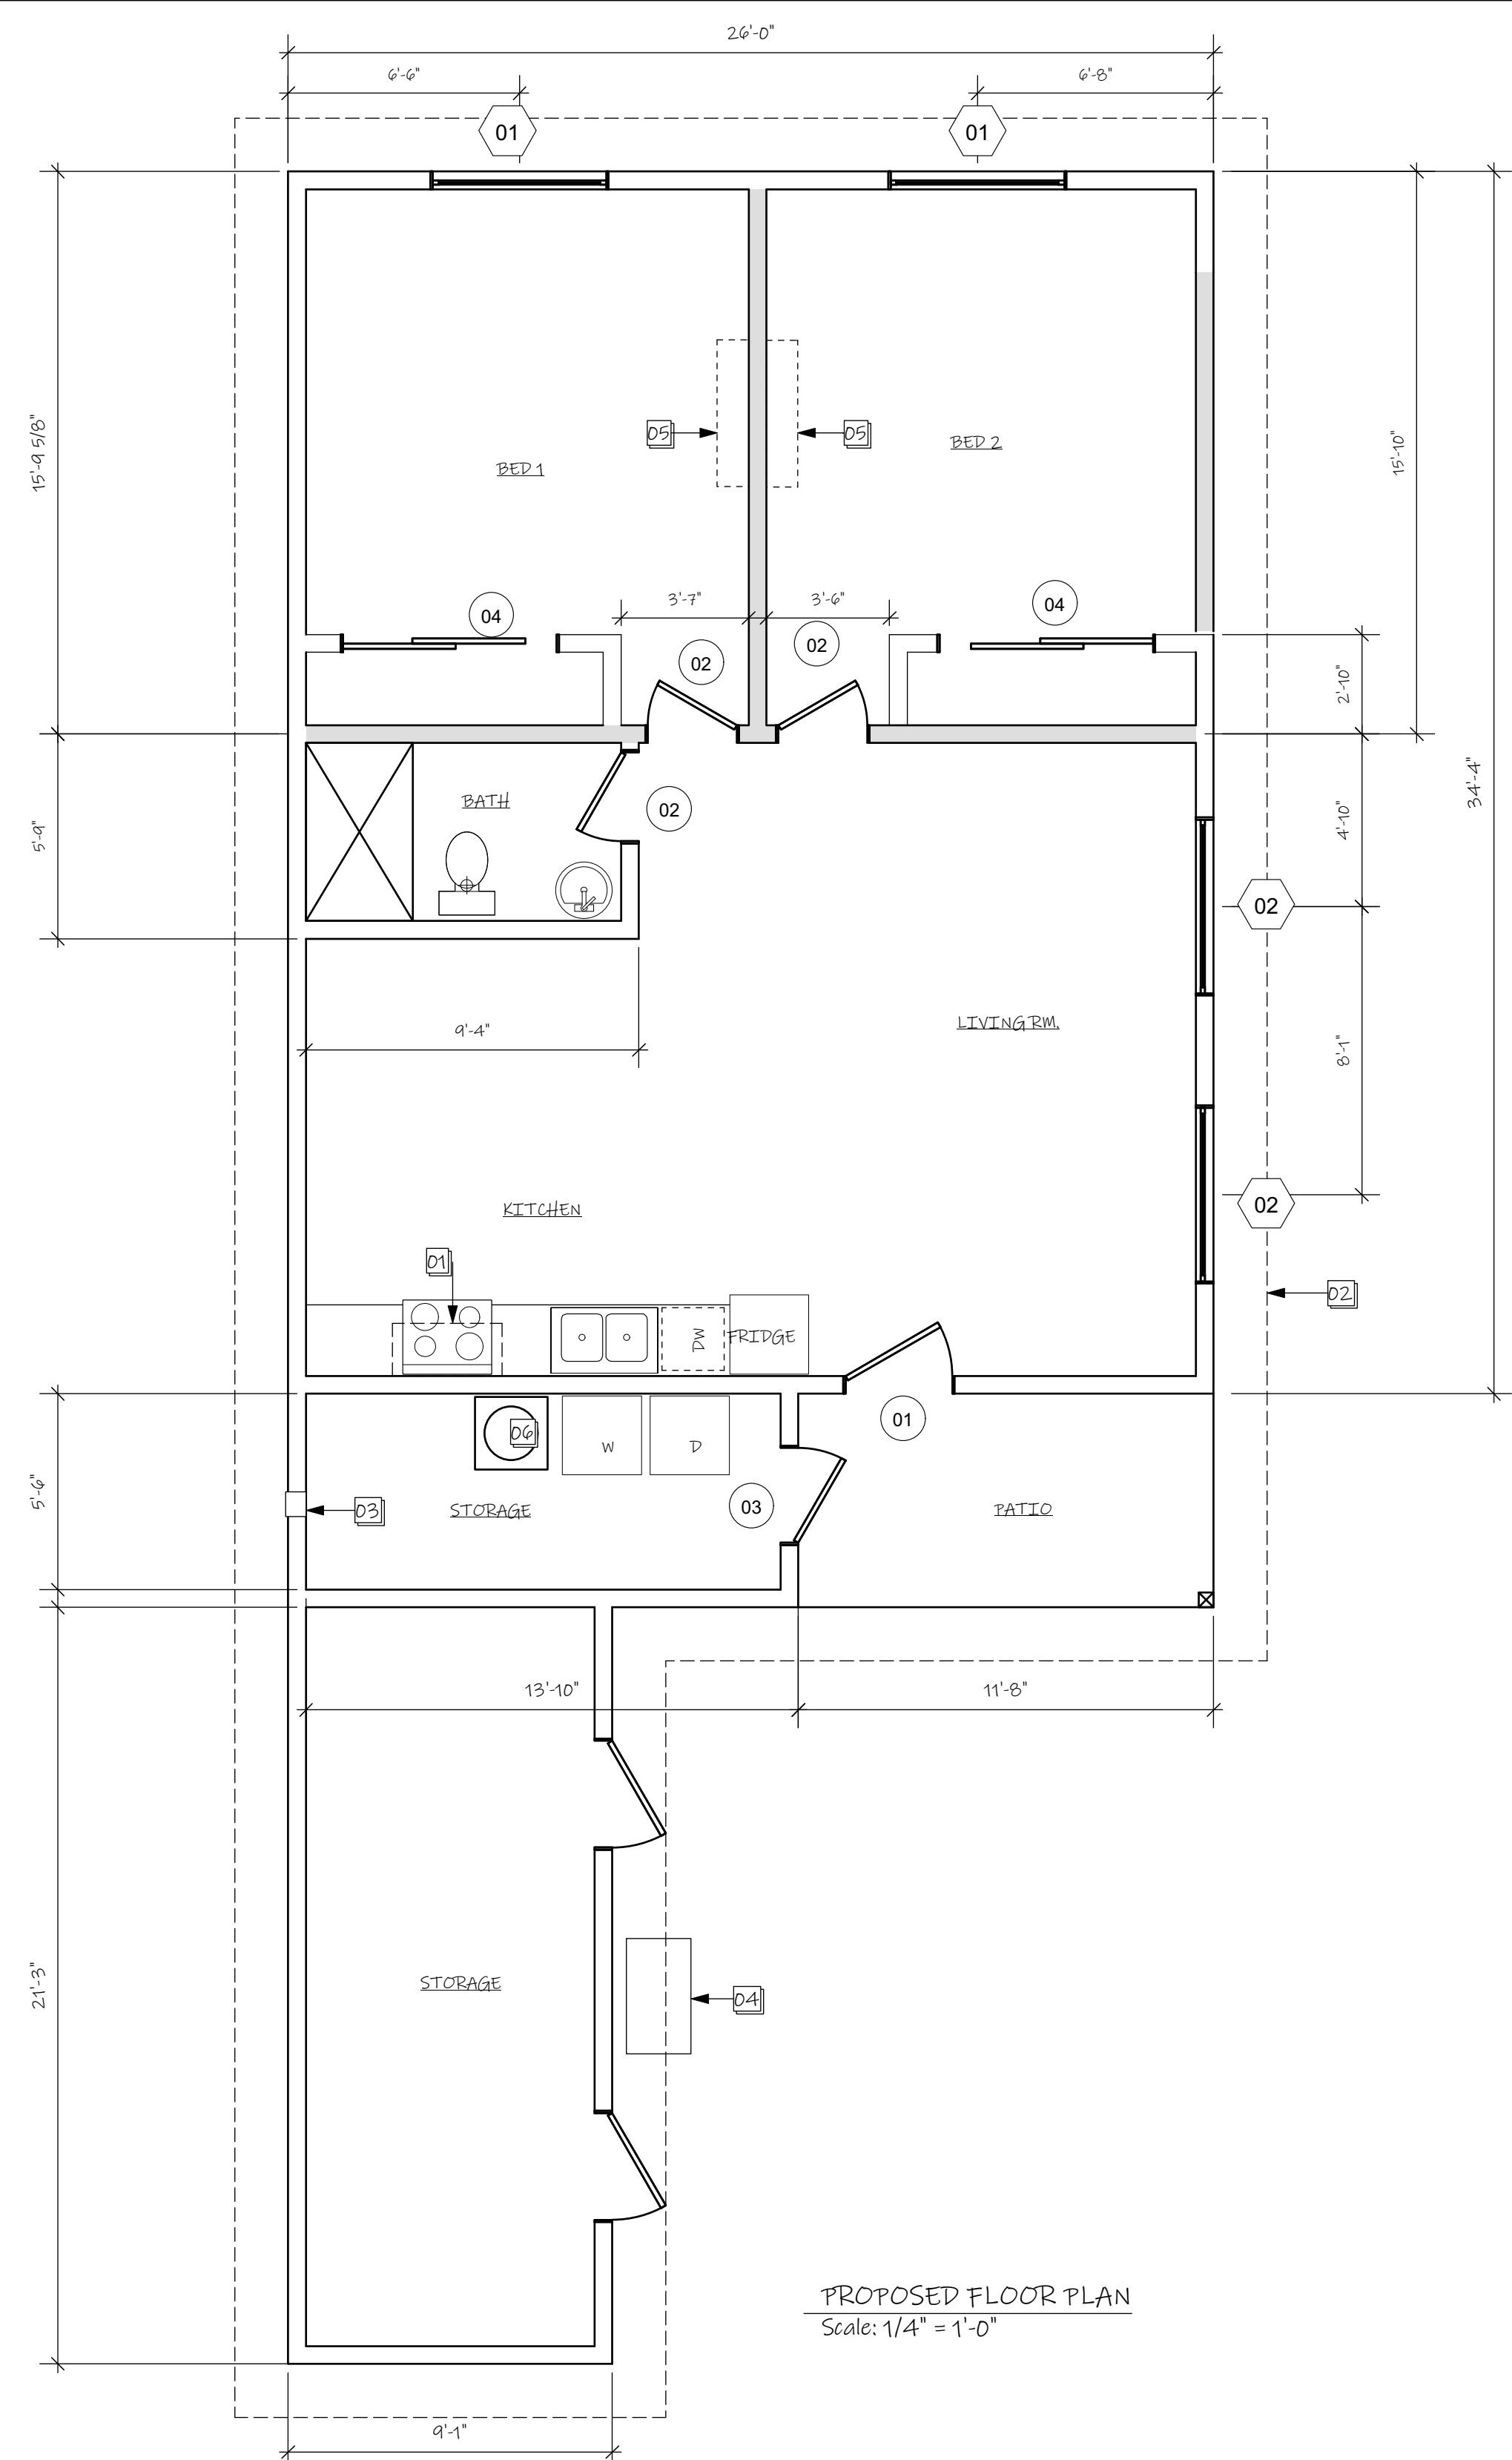 26'-0"
6'-6"
6'-8"
01
01
15'-9 5/8"
05
05
BED 1
BED 2
15'-10"
34'-4"
04
3'-7"
3'-6"
04
02
02
2'-10"
BATH
02
5'-9"
4'-10"
02
9'-4"
LIVING RM.
8'-1"
KITCHEN
02
01
02
DW
FRIDGE
01
06
W
D
5'-6"
03
STORAGE
03
PATIO
13'-10"
11'-8"
21'-3"
STORAGE
04
PROPOSED FLOOR PLAN
Scale: 1/4" = 1'-0"
9'-1"